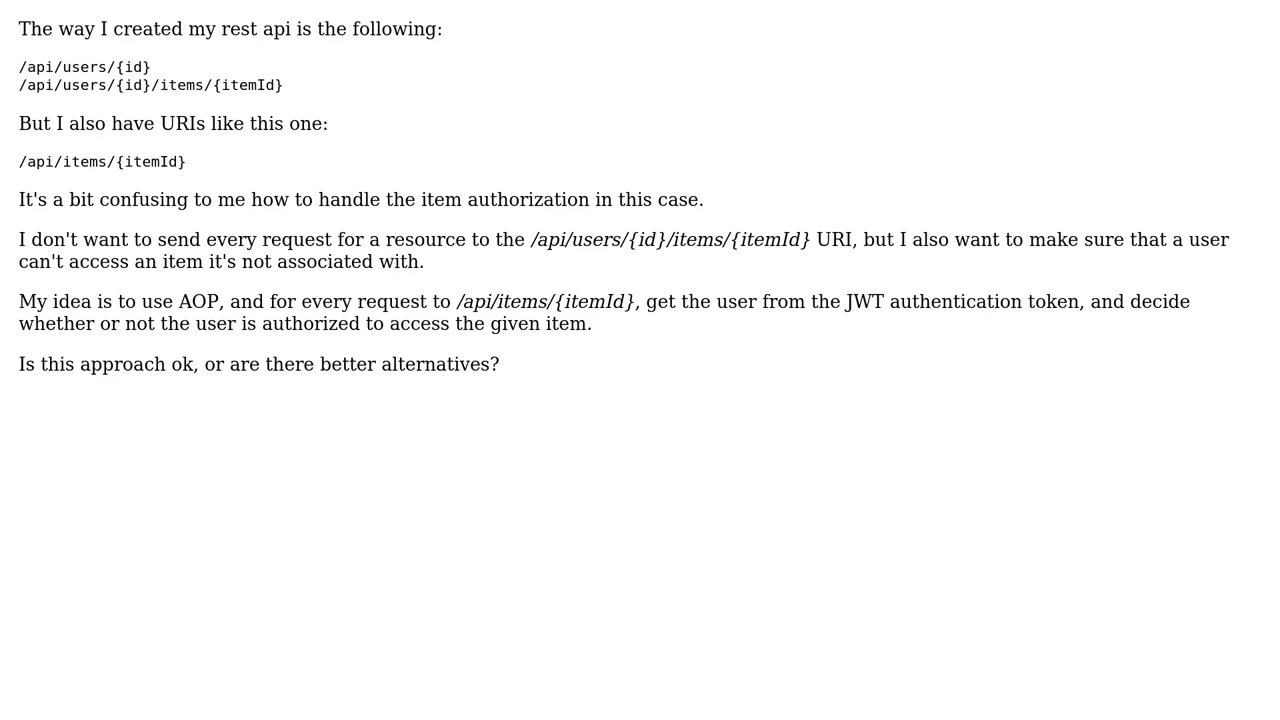 The way I created my rest api is the following:
/api/users/{id}
/api/users/{id}/items/{itemId}
But I also have URIs like this one:
/api/items/{itemId}
It's a bit confusing to me how to handle the item authorization in this case.
I don't want to send every request for a resource to the /api/users/{id}/items/{itemId} URI, but I also want to make sure that a user
can't access an item it's not associated with.
My idea is to use AOP, and for every request to /api/items/{itemId}, get the user from the JWT authentication token, and decide
whether or not the user is authorized to access the given item.
Is this approach ok, or are there better alternatives?